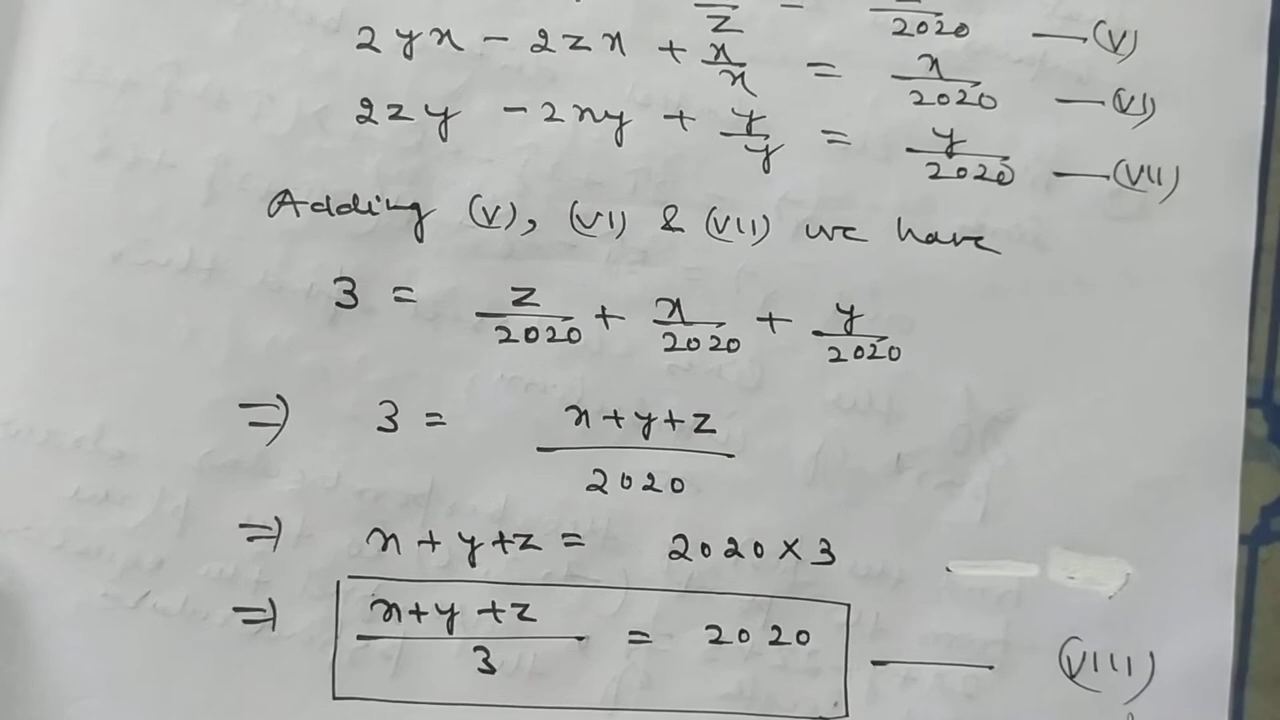 z/z = z/2020 —(V)
2yx - 2zx + x/x = x/2020 —(VI)
2zy - 2xy + y/y = y/2020 —(VII)
Adding (V), (VI) & (VII) we have
3 = z/2020 + x/2020 + y/2020
=> 3 = x+y+z/2020
=> x+y+z = 2020×3
=> x+y+z/3 = 2020 — (VIII)